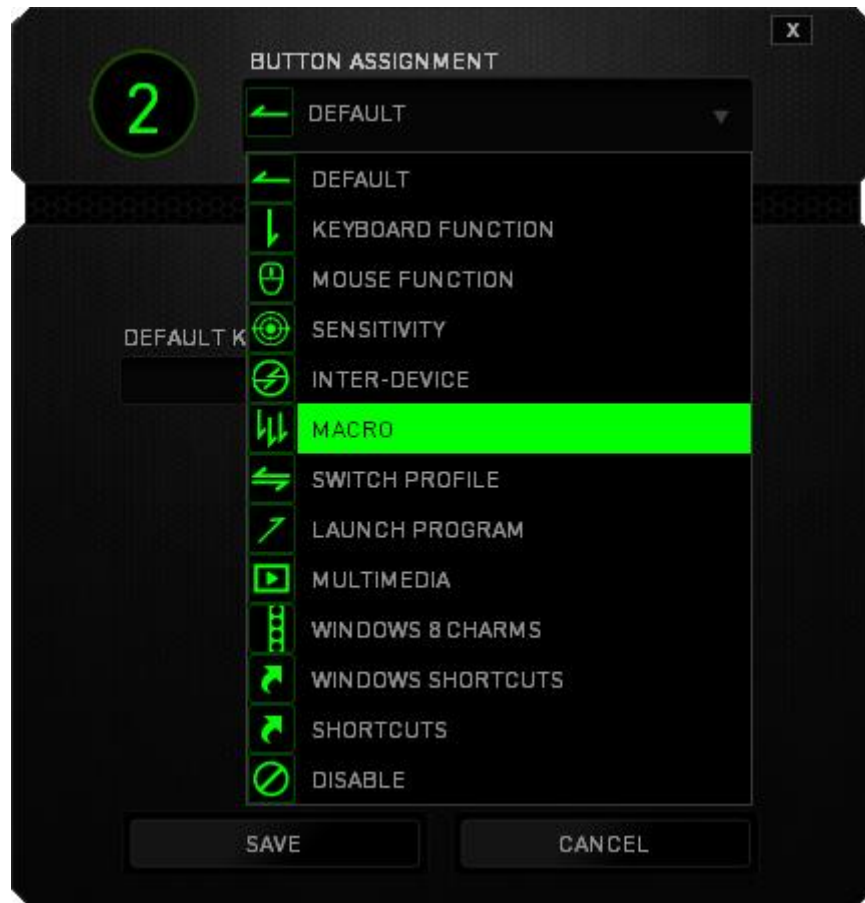 X
BUTTON ASSIGNMENT
2
DEFAULT
DEFAULT
KEYBOARD FUNCTION
MOUSE FUNCTION
SENSITIVITY
DEFAULT K
INTER-DEVICE
MACRO
SWITCH PROFILE
LAUNCH PROGRAM
MULTIMEDIA
WINDOWS 8 CHARMS
WINDOWS SHORTCUTS
SHORTCUTS
DISABLE
SAVE CANCEL